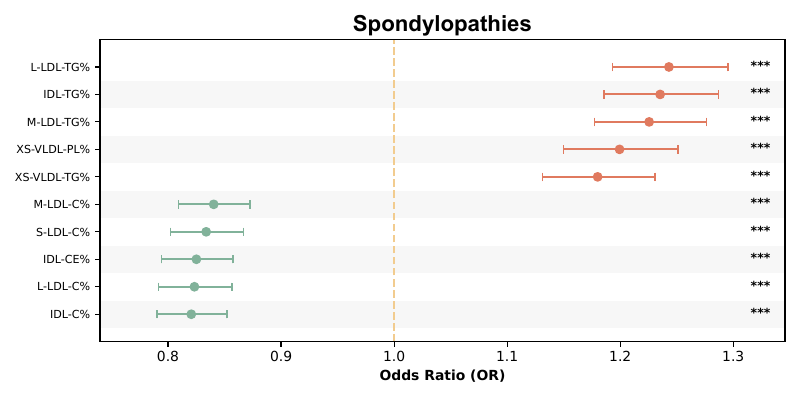 Spondylopathies
L-LDL-TG% ***
IDL-TG% ***
M-LDL-TG% ***
XS-VLDL-PL% ***
XS-VLDL-TG% ***
M-LDL-C% ***
S-LDL-C% ***
IDL-CE% ***
L-LDL-C% ***
IDL-C% ***
0.8 0.9 1.0 1.1 1.2 1.3
Odds Ratio (OR)